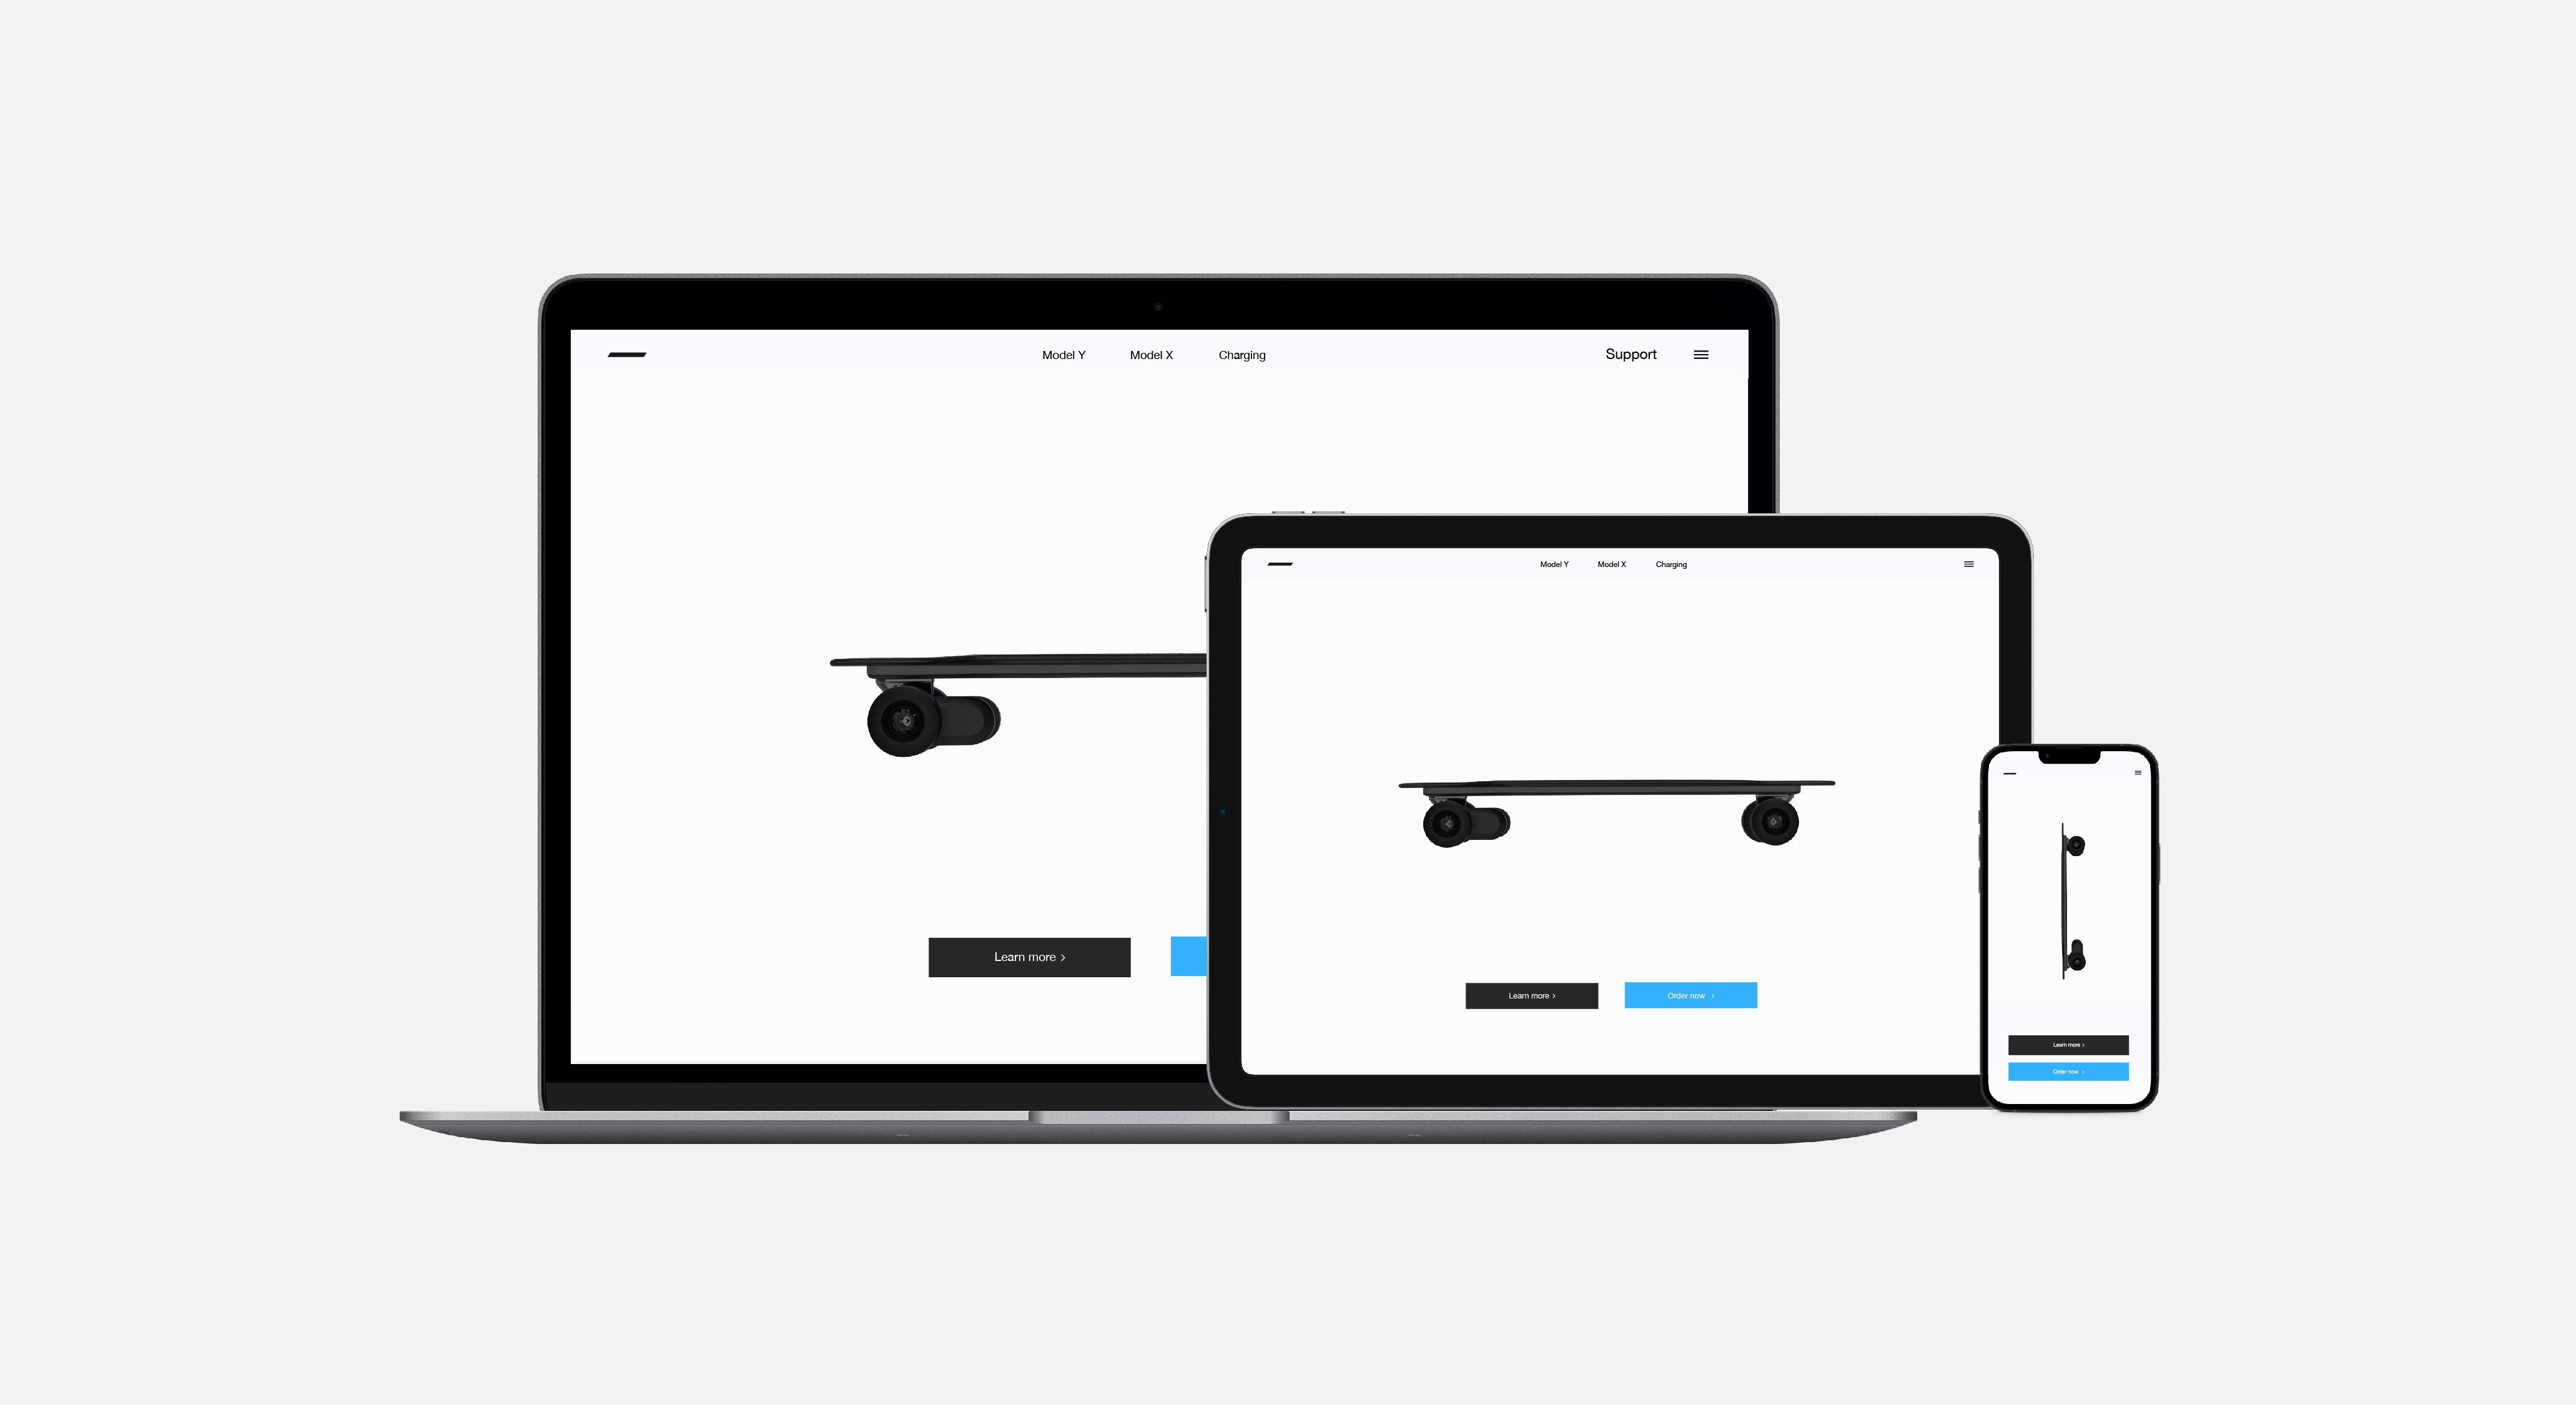 Model Y Model X Charging Support
Learn more >
Model Y Model X Charging
Learn more > Order now >
Learn more >
Order now >